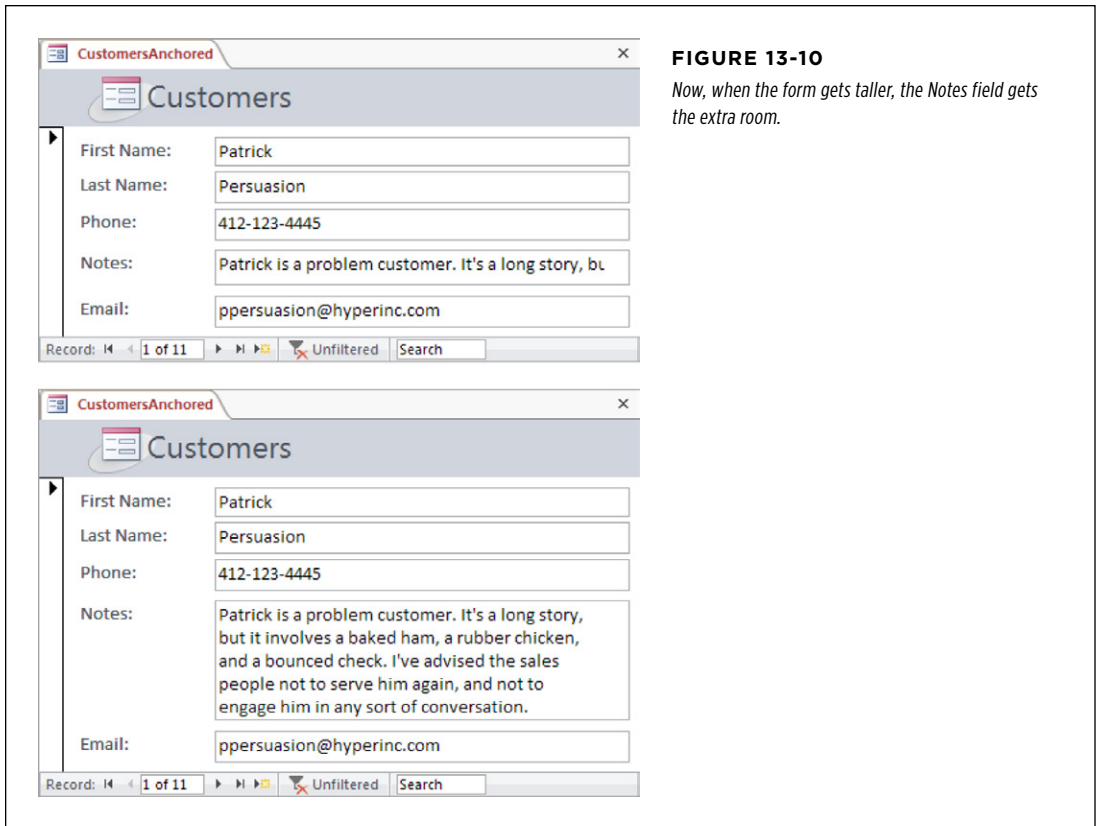 CustomersAnchored
Customers
First Name: Patrick
Last Name: Persuasion
Phone: 412-123-4445
Notes: Patrick is a problem customer. It's a long story, bu
Email: ppersuasion@hyperinc.com
Record: 1 of 11 Unfiltered Search
FIGURE 13-10
Now, when the form gets taller, the Notes field gets
the extra room.
CustomersAnchored
Customers
First Name: Patrick
Last Name: Persuasion
Phone: 412-123-4445
Notes: Patrick is a problem customer. It's a long story,
but it involves a baked ham, a rubber chicken,
and a bounced check. I've advised the sales
people not to serve him again, and not to
engage him in any sort of conversation.
Email: ppersuasion@hyperinc.com
Record: 1 of 11 Unfiltered Search